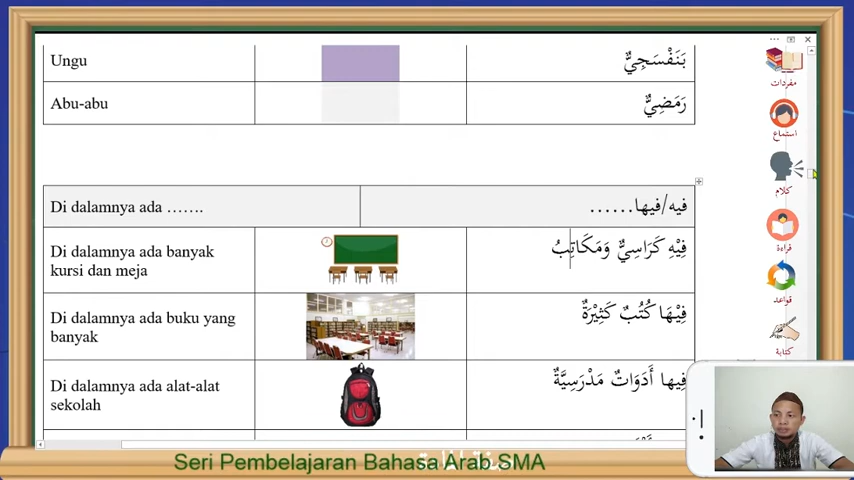 Ungu
بَنَفْسَجِيٌّ
Abu-abu
رَمَضِيٌّ
Di dalamnya ada …….
فيه/فيها......
Di dalamnya ada banyak
kursi dan meja
فِيْهِ كَرَاسِيٌّ وَمَكَاتِبُ
Di dalamnya ada buku yang
banyak
فِيْهَا كُتُبٌ كَثِيْرَةٌ
Di dalamnya ada alat-alat
sekolah
فِيها أَدَوَاتٌ مَدْرَسِيَّةٌ
مفردات
استماع
كلام
قراءة
قواعد
كتابة
Seri Pembelajaran Bahasa Arab SMA